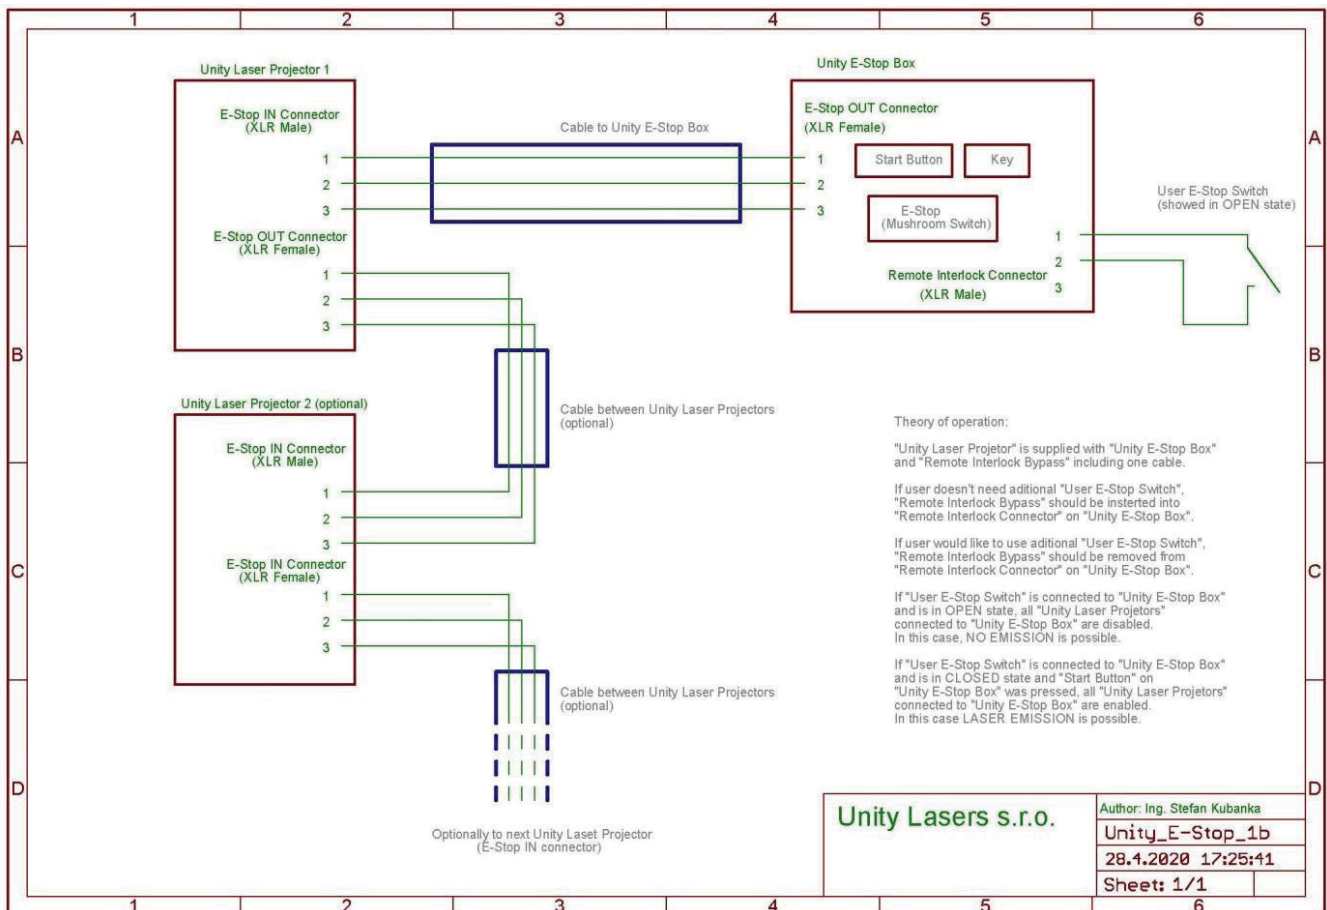 1 2 3 4 5 6
A
B
C
D
Unity Laser Projector 1
E-Stop IN Connector
(XLR Male)
1
2
3
E-Stop OUT Connector
(XLR Female)
1
2
3
Cable to Unity E-Stop Box
Unity E-Stop Box
E-Stop OUT Connector
(XLR Female)
1
2
3
Start Button
Key
E-Stop
(Mushroom Switch)
1
2
3
Remote Interlock Connector
(XLR Male)
User E-Stop Switch
(showed in OPEN state)
A
B
C
D
Cable between Unity Laser Projectors
(optional)
Unity Laser Projector 2 (optional)
E-Stop IN Connector
(XLR Male)
1
2
3
E-Stop IN Connector
(XLR Female)
1
2
3
Cable between Unity Laser Projectors
(optional)
Optionally to next Unity Laset Projector
(E-Stop IN connector)
Theory of operation:
"Unity Laser Projetor" is supplied with "Unity E-Stop Box"
and "Remote Interlock Bypass" including one cable.
If user doesn't need aditional "User E-Stop Switch",
"Remote Interlock Bypass" should be insterted into
"Remote Interlock Connector" on "Unity E-Stop Box".
If user would like to use aditional "User E-Stop Switch",
"Remote Interlock Bypass" should be removed from
"Remote Interlock Connector" on "Unity E-Stop Box".
If "User E-Stop Switch" is connected to "Unity E-Stop Box"
and is in OPEN state, all "Unity Laser Projetors"
connected to "Unity E-Stop Box" are disabled.
In this case, NO EMISSION is possible.
If "User E-Stop Switch" is connected to "Unity E-Stop Box"
and is in CLOSED state and "Start Button" on
"Unity E-Stop Box" was pressed, all "Unity Laser Projetors"
connected to "Unity E-Stop Box" are enabled.
In this case LASER EMISSION is possible.
Unity Lasers s.r.o.
Author: Ing. Stefan Kubanka
Unity_E-Stop_1b
28.4.2020 17:25:41
Sheet: 1/1
1 2 3 4 5 6